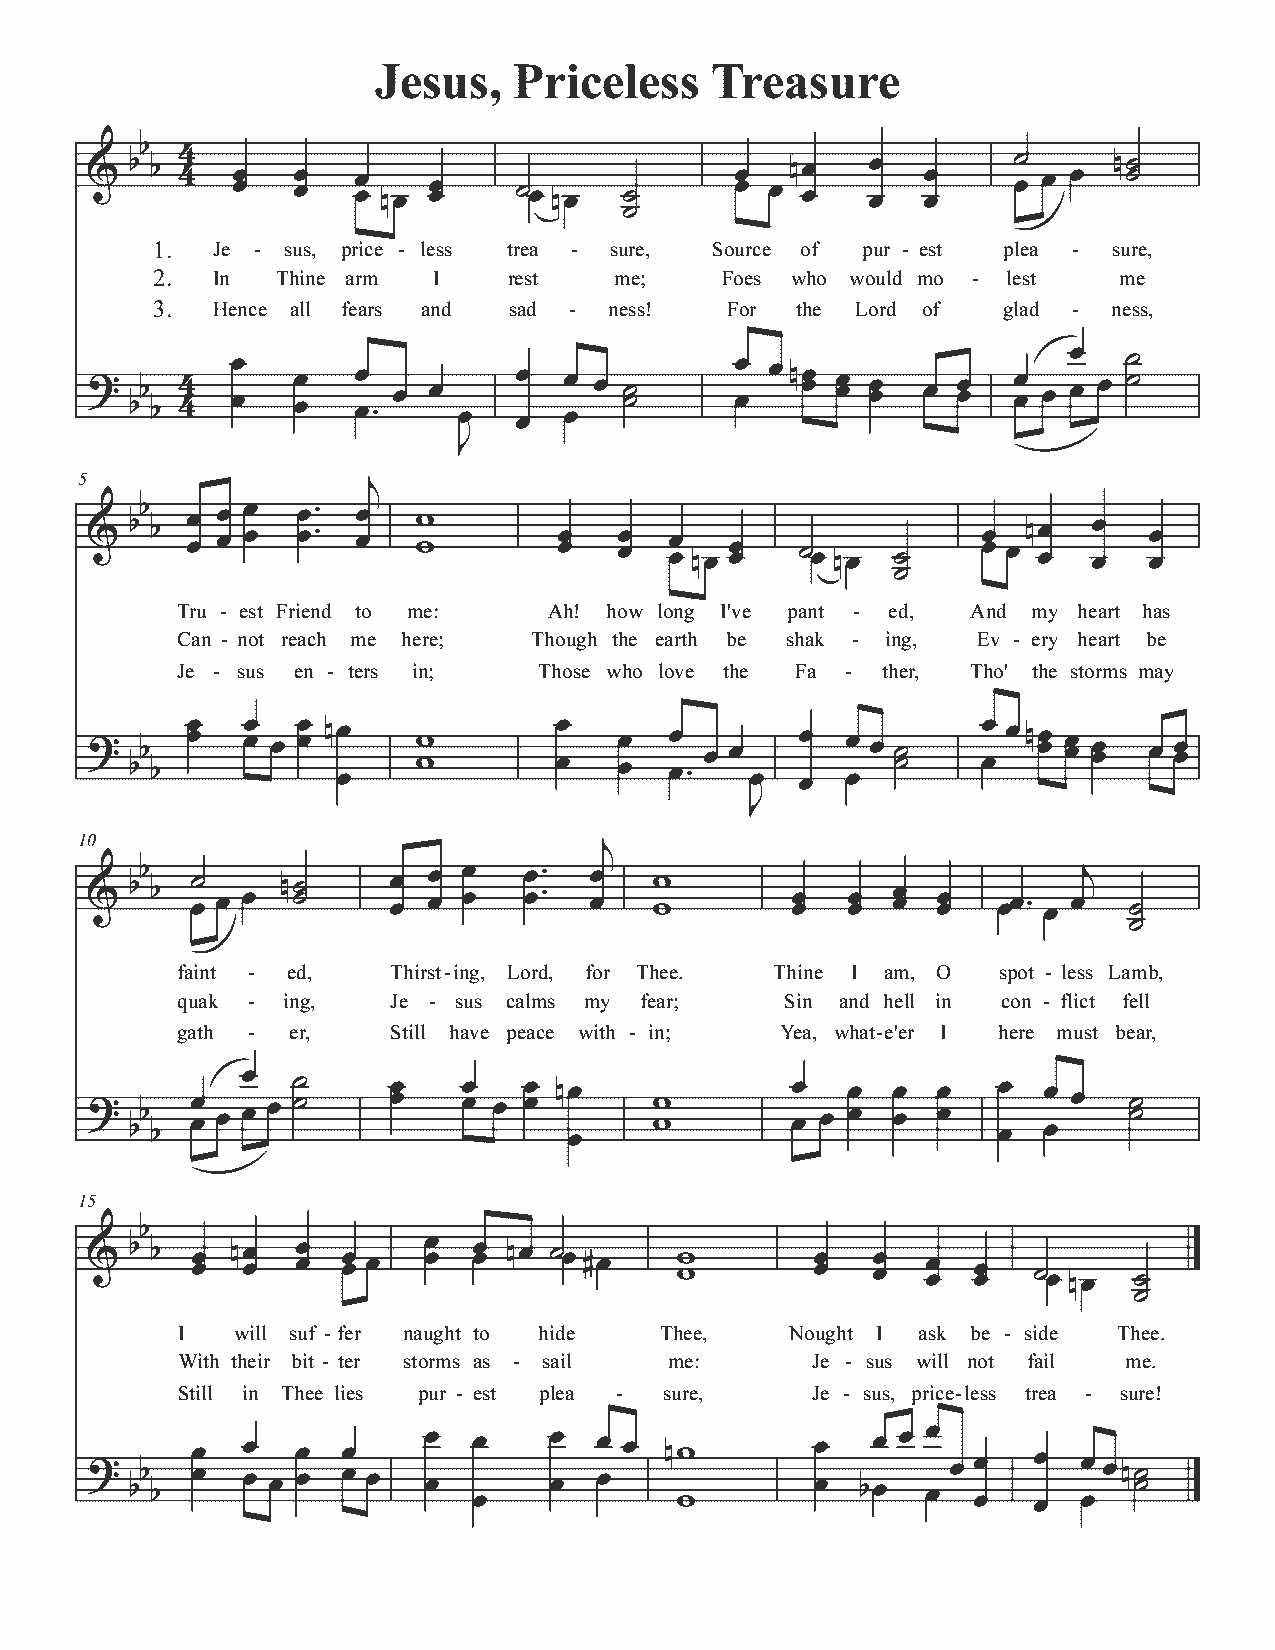 Jesus, Priceless Treasure
1. Je - sus, price - less trea - sure, Source of pur - est plea - sure,
2. In Thine arm I rest me; Foes who would mo - lest me
3. Hence all fears and sad - ness! For the Lord of glad - ness,
5
Tru - est Friend to me: Ah! how long I've pant - ed, And my heart has
Can - not reach me here; Though the earth be shak - ing, Ev - ery heart be
Je - sus en - ters in; Those who love the Fa - ther, Tho' the storms may
10
faint - ed, Thirst-ing, Lord, for Thee. Thine I am, O spot - less Lamb,
quak - ing, Je - sus calms my fear; Sin and hell in con - flict fell
gath - er, Still have peace with - in; Yea, what-e'er I here must bear,
15
I will suf - fer naught to hide Thee, Nought I ask be - side Thee.
With their bit - ter storms as - sail me: Je - sus will not fail me.
Still in Thee lies pur - est plea - sure, Je - sus, price-less trea - sure!